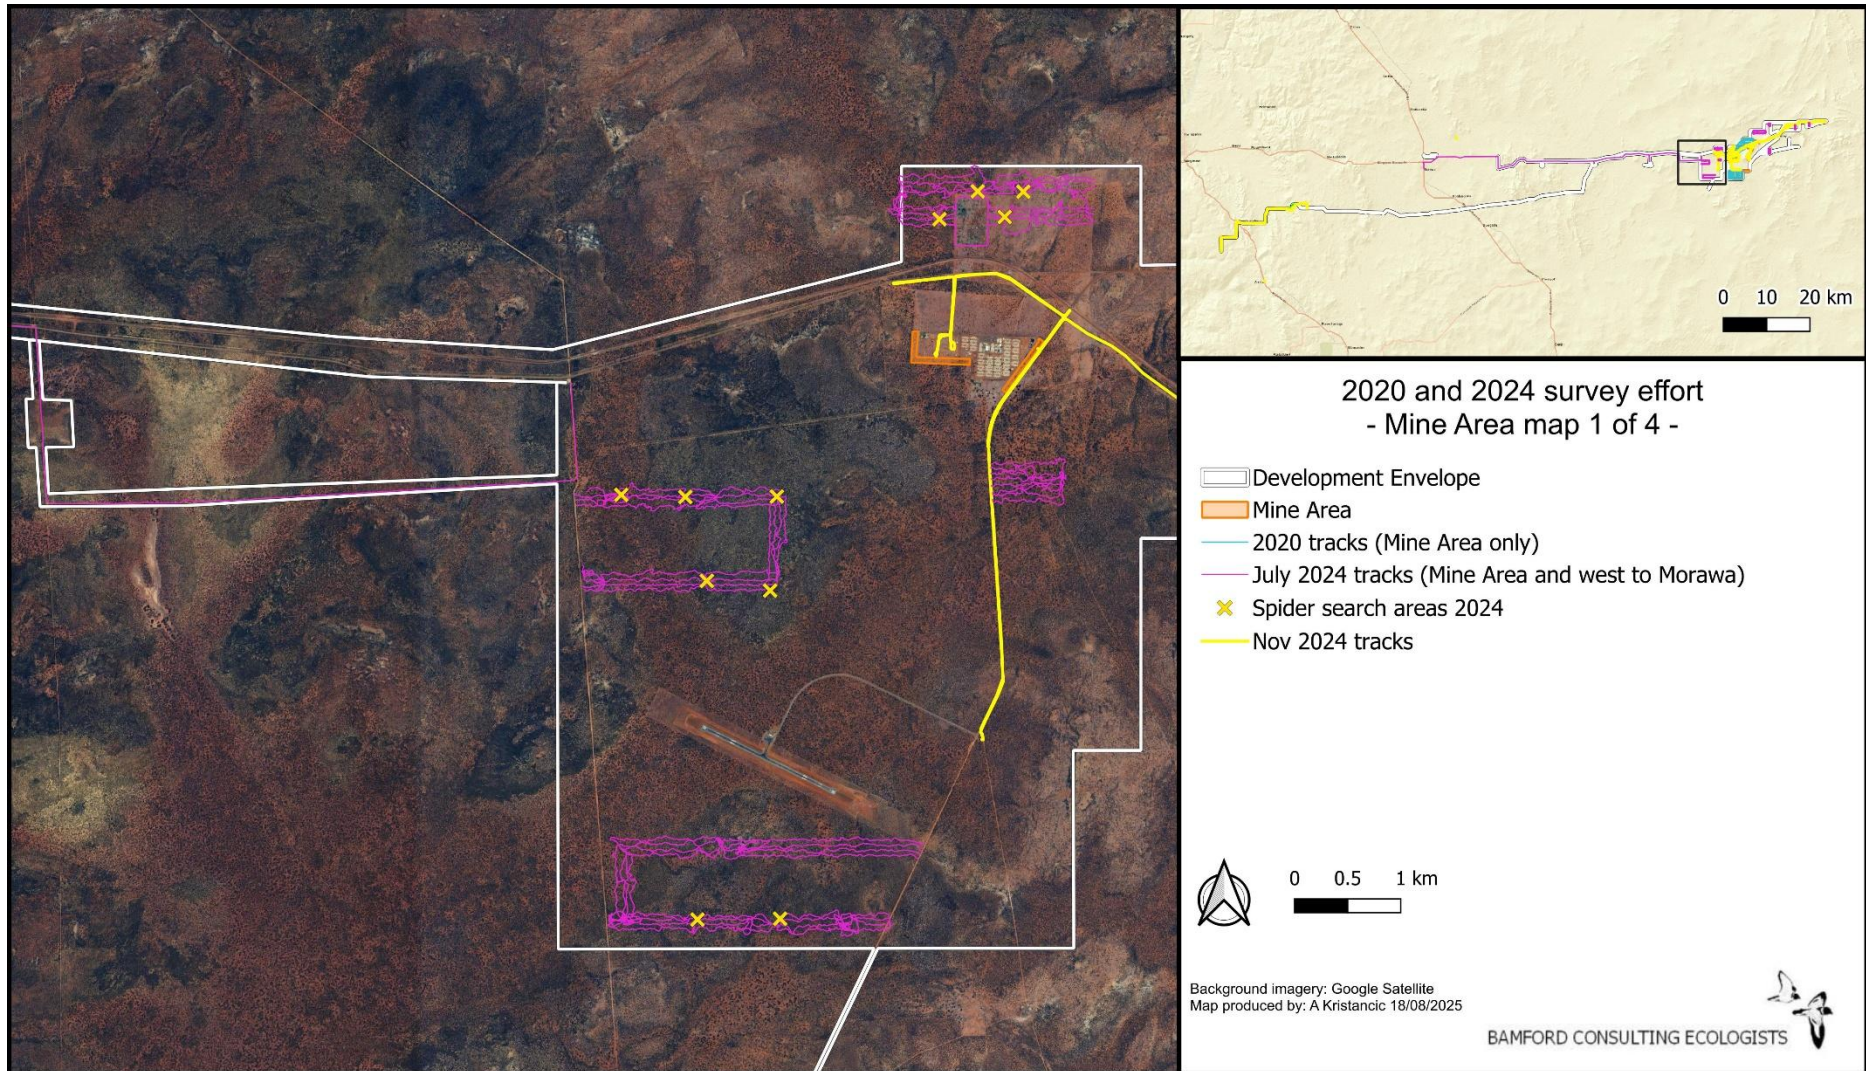 0 10 20 km
2020 and 2024 survey effort
- Mine Area map 1 of 4 -
Development Envelope
Mine Area
2020 tracks (Mine Area only)
July 2024 tracks (Mine Area and west to Morawa)
Spider search areas 2024
Nov 2024 tracks
0 0.5 1 km
Background imagery: Google Satellite
Map produced by: A Kristancic 18/08/2025
BAMFORD CONSULTING ECOLOGISTS